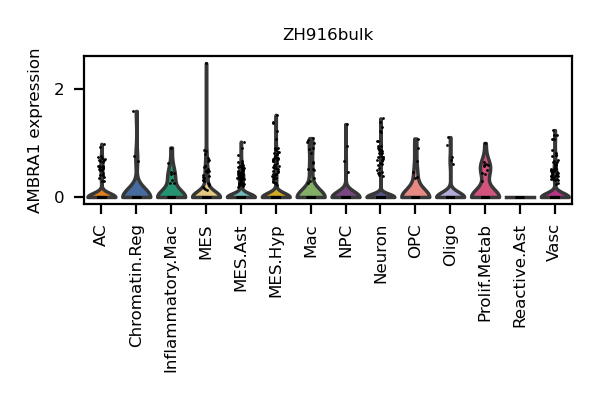 ZH916bulk
AMBRA1 expression
2
0
AC
Chromatin.Reg
Inflammatory.Mac
MES
MES.Ast
MES.Hyp
Mac
NPC
Neuron
OPC
Oligo
Prolif.Metab
Reactive.Ast
Vasc